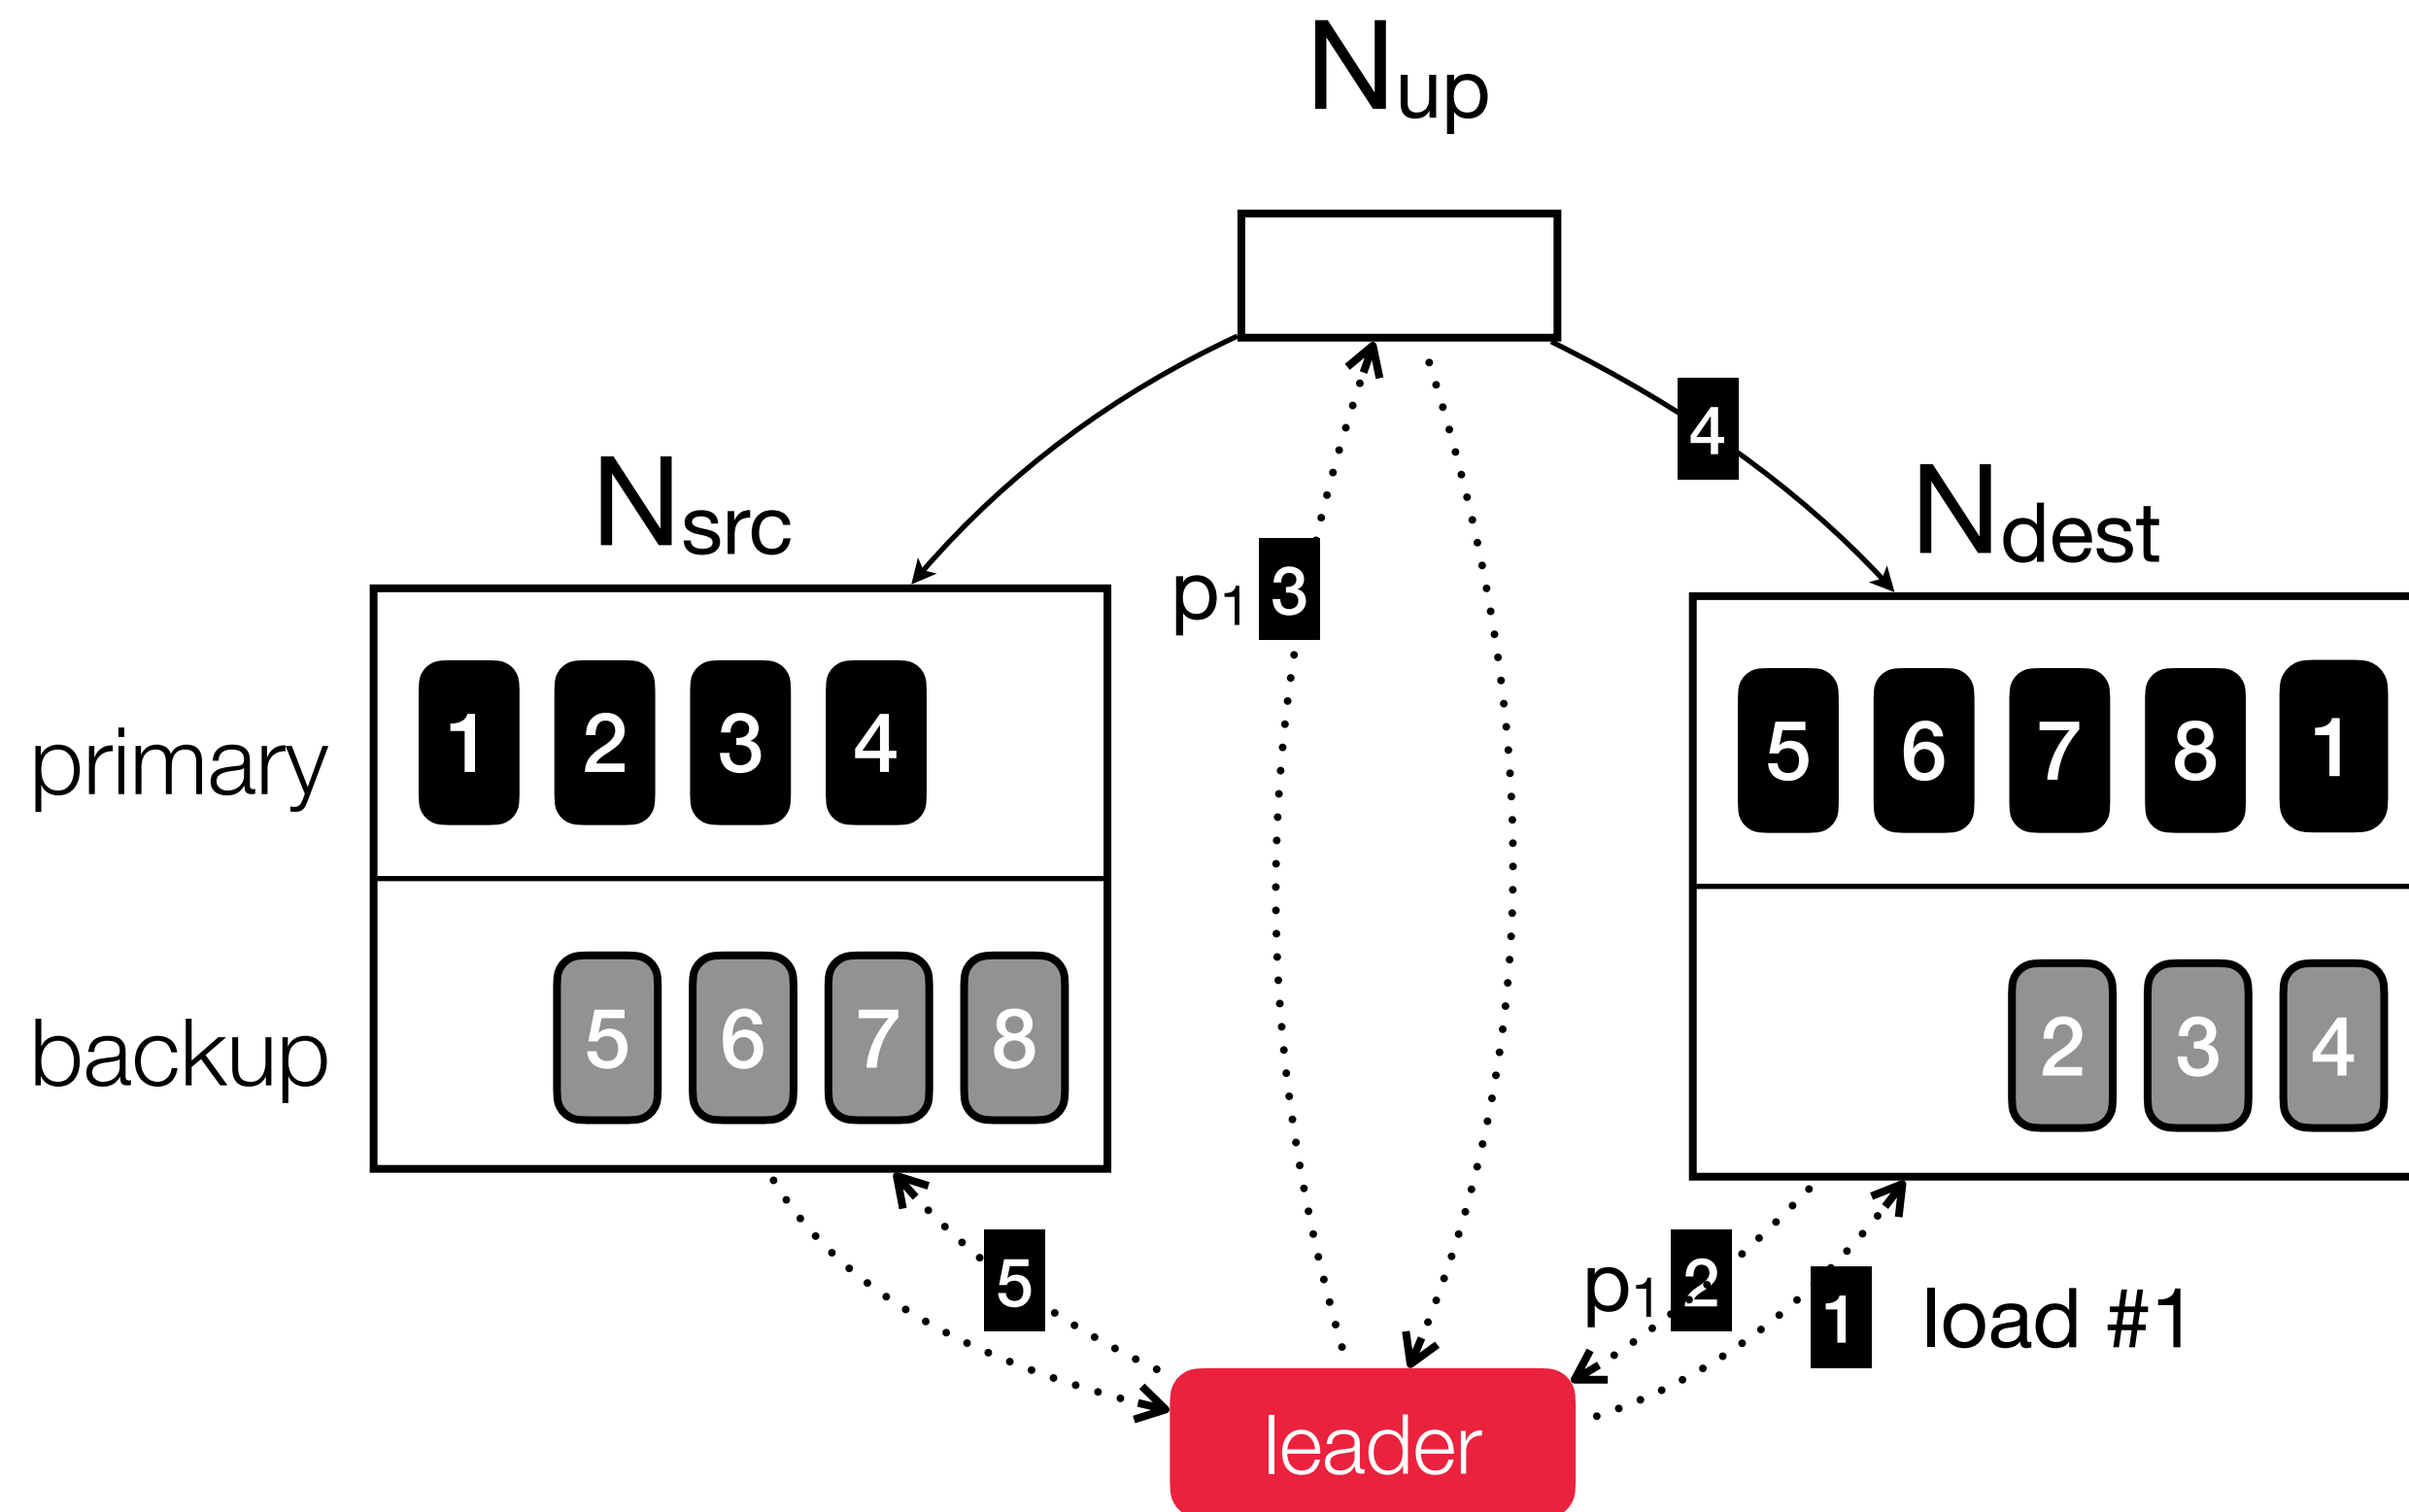 Nup
4
Nsrc
Ndest
p1 3
1 2 3 4
5 6 7 8 1
primary
5 6 7 8
2 3 4
backup
5
p1 2
1 load #1
leader